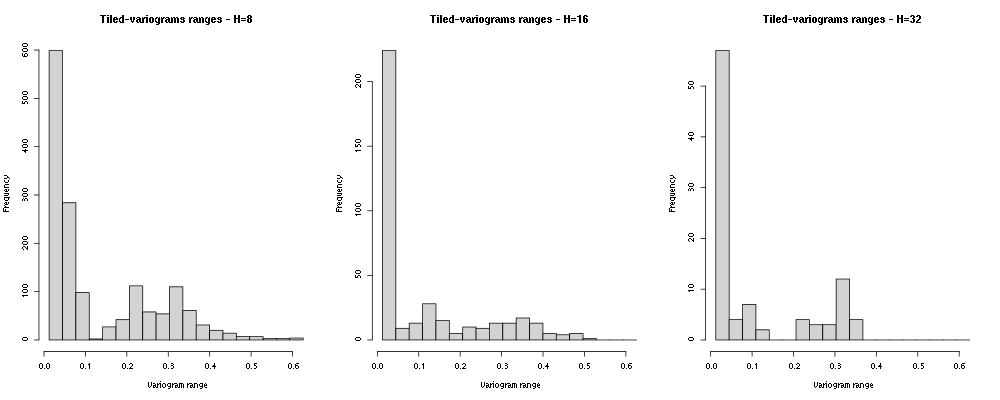 Tiled-variograms ranges - H=8
600
500
400
300
200
100
0
Frequency
0.0 0.1 0.2 0.3 0.4 0.5 0.6
Variogram range
Tiled-variograms ranges - H=16
200
150
100
50
0
Frequency
0.0 0.1 0.2 0.3 0.4 0.5 0.6
Variogram range
Tiled-variograms ranges - H=32
50
40
30
20
10
0
Frequency
0.0 0.1 0.2 0.3 0.4 0.5 0.6
Variogram range